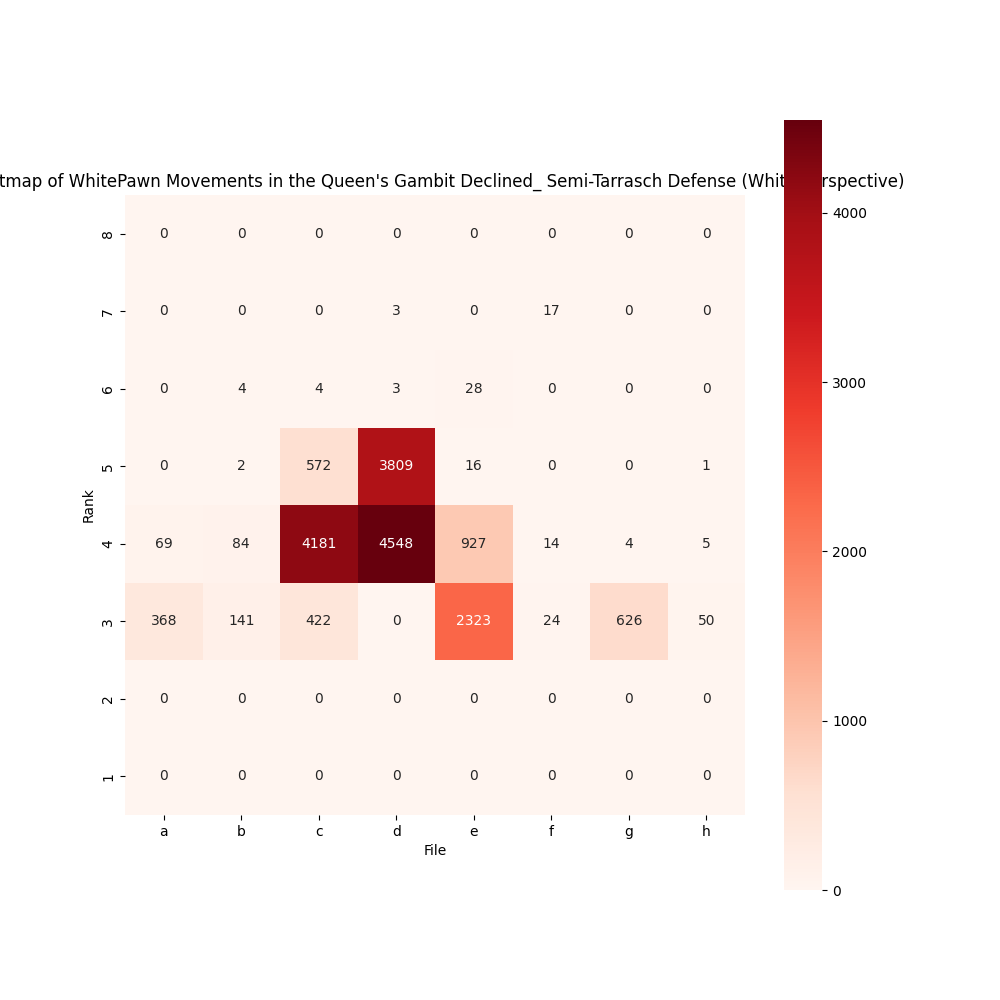 tmap of WhitePawn Movements in the Queen's Gambit Declined_ Semi-Tarrasch Defense (Whit rspective)
8 0 0 0 0 0 0 0 0
7 0 0 0 3 0 17 0 0
6 0 4 4 3 28 0 0 0
5 0 2 572 3809 16 0 0 1
4 69 84 4181 4548 927 14 4 5
3 368 141 422 0 2323 24 626 50
2 0 0 0 0 0 0 0 0
1 0 0 0 0 0 0 0 0
a b c d e f g h
File
Rank
4000
3000
2000
1000
0